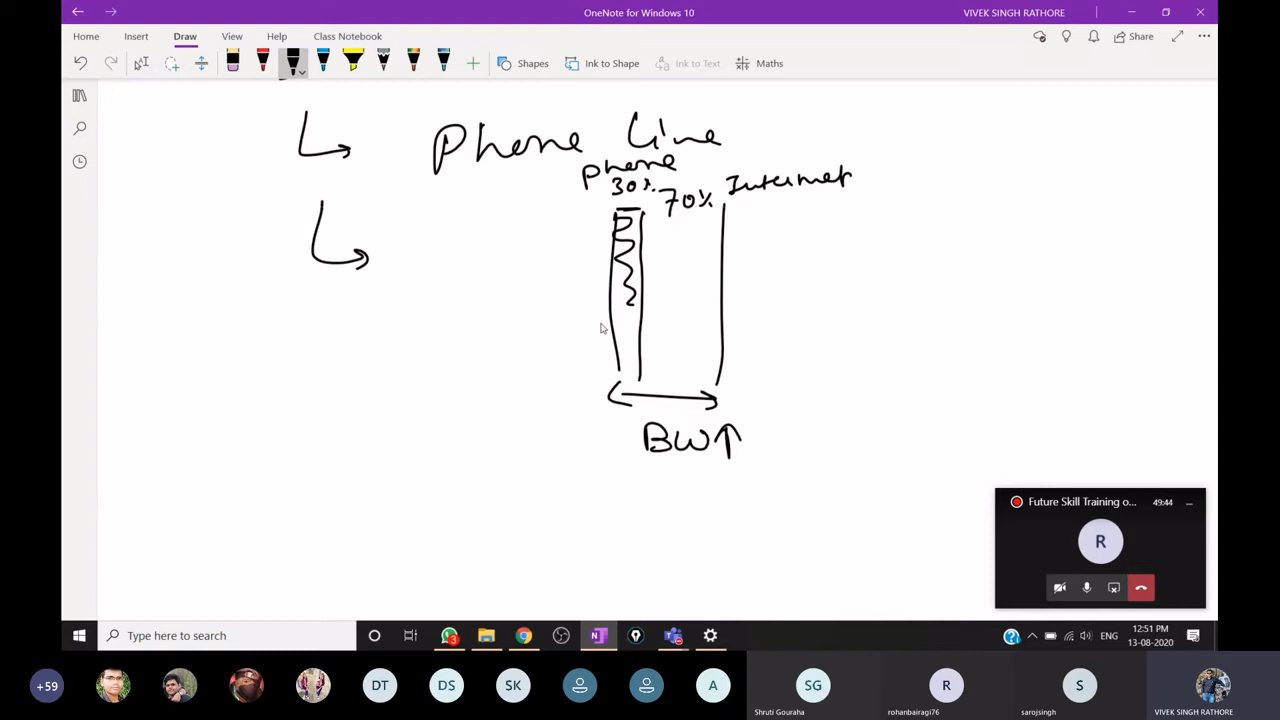 OneNote for Windows 10
VIVEK SINGH RATHORE
Home Insert Draw View Help Class Notebook
Share
Shapes Ink to Shape Ink to Text Maths
Phone Line
Phone
30% 70% Internet
BW↑
Future Skill Training o...
49:44
R
Type here to search
3
ENG
12:51 PM
13-08-2020
+59 DT DS SK A SG R S
Shruti Gouraha rohanbairagi76 sarojsingh VIVEK SINGH RATHORE